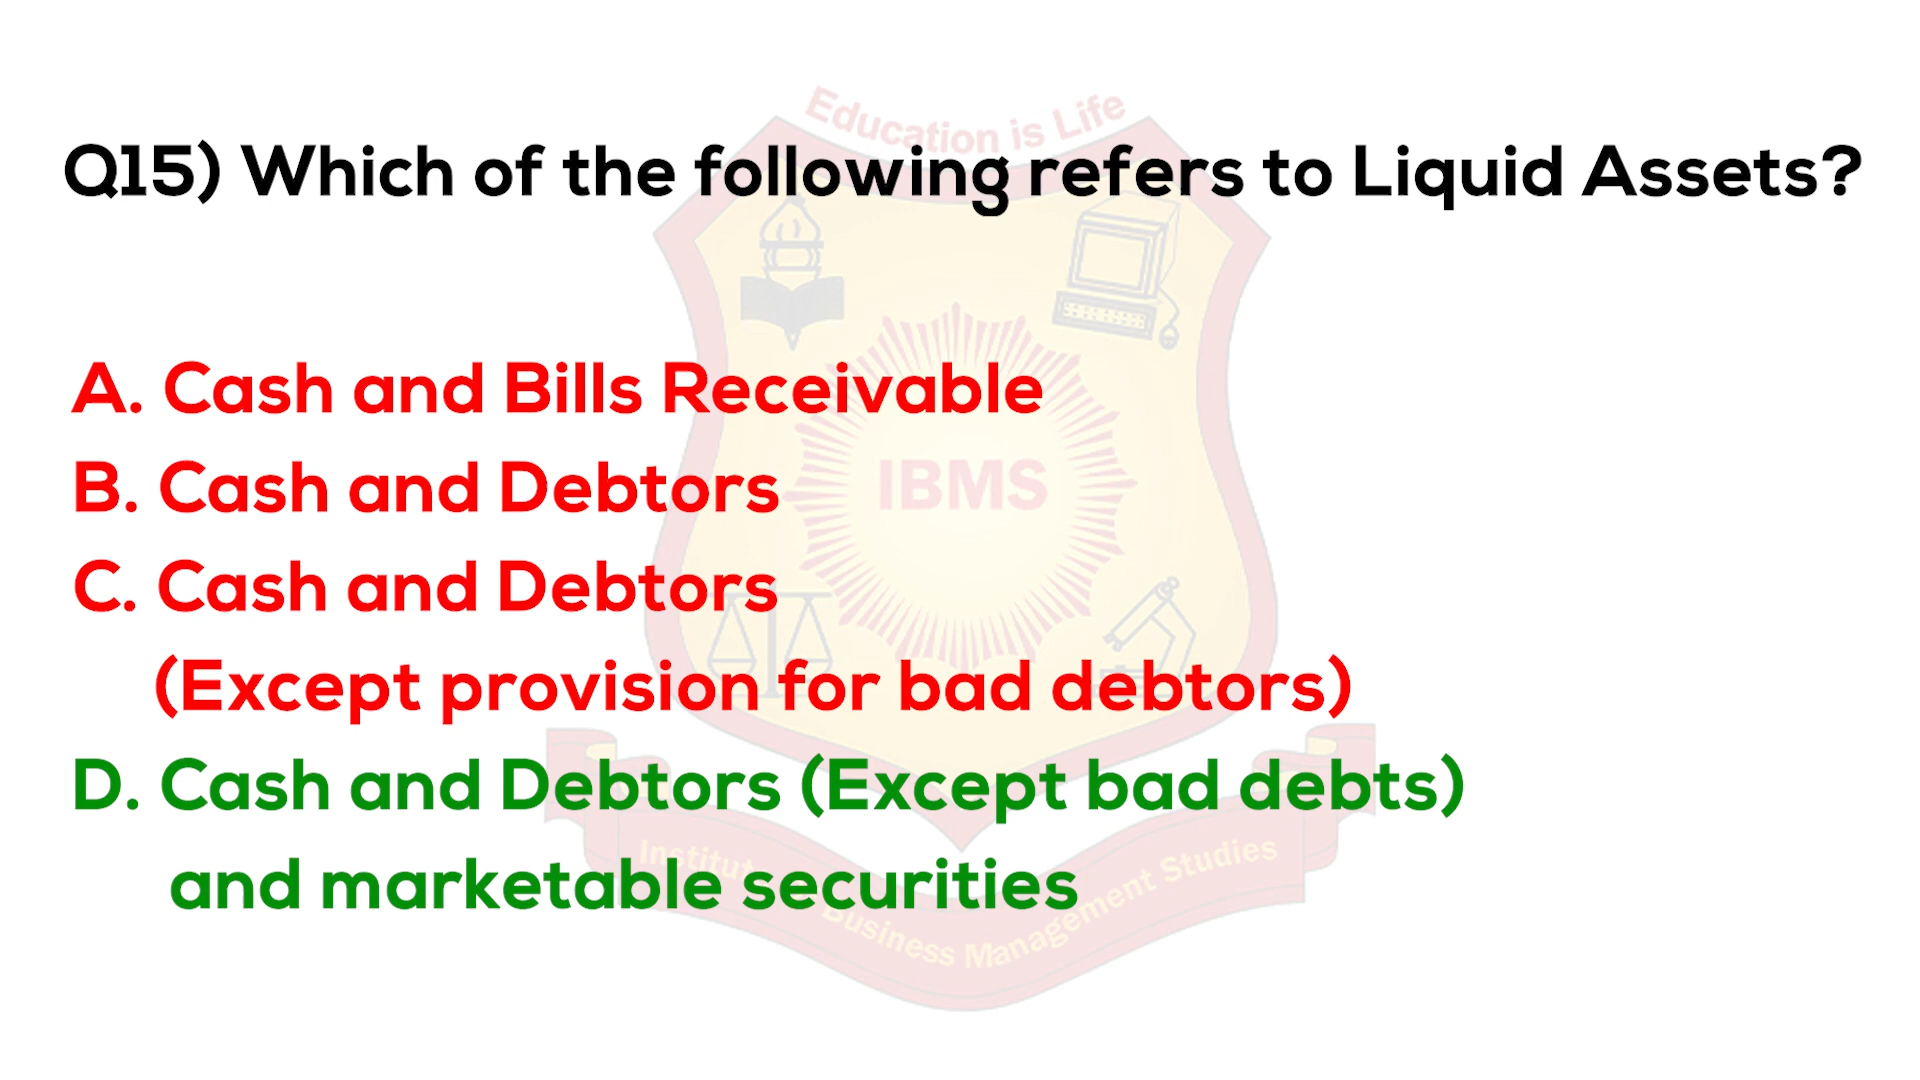 Education is Life
Q15) Which of the following refers to Liquid Assets?
A. Cash and Bills Receivable
B. Cash and Debtors
IBMS
C. Cash and Debtors
(Except provision for bad debtors)
D. Cash and Debtors (Except bad debts)
and marketable securities
Business Management Studies